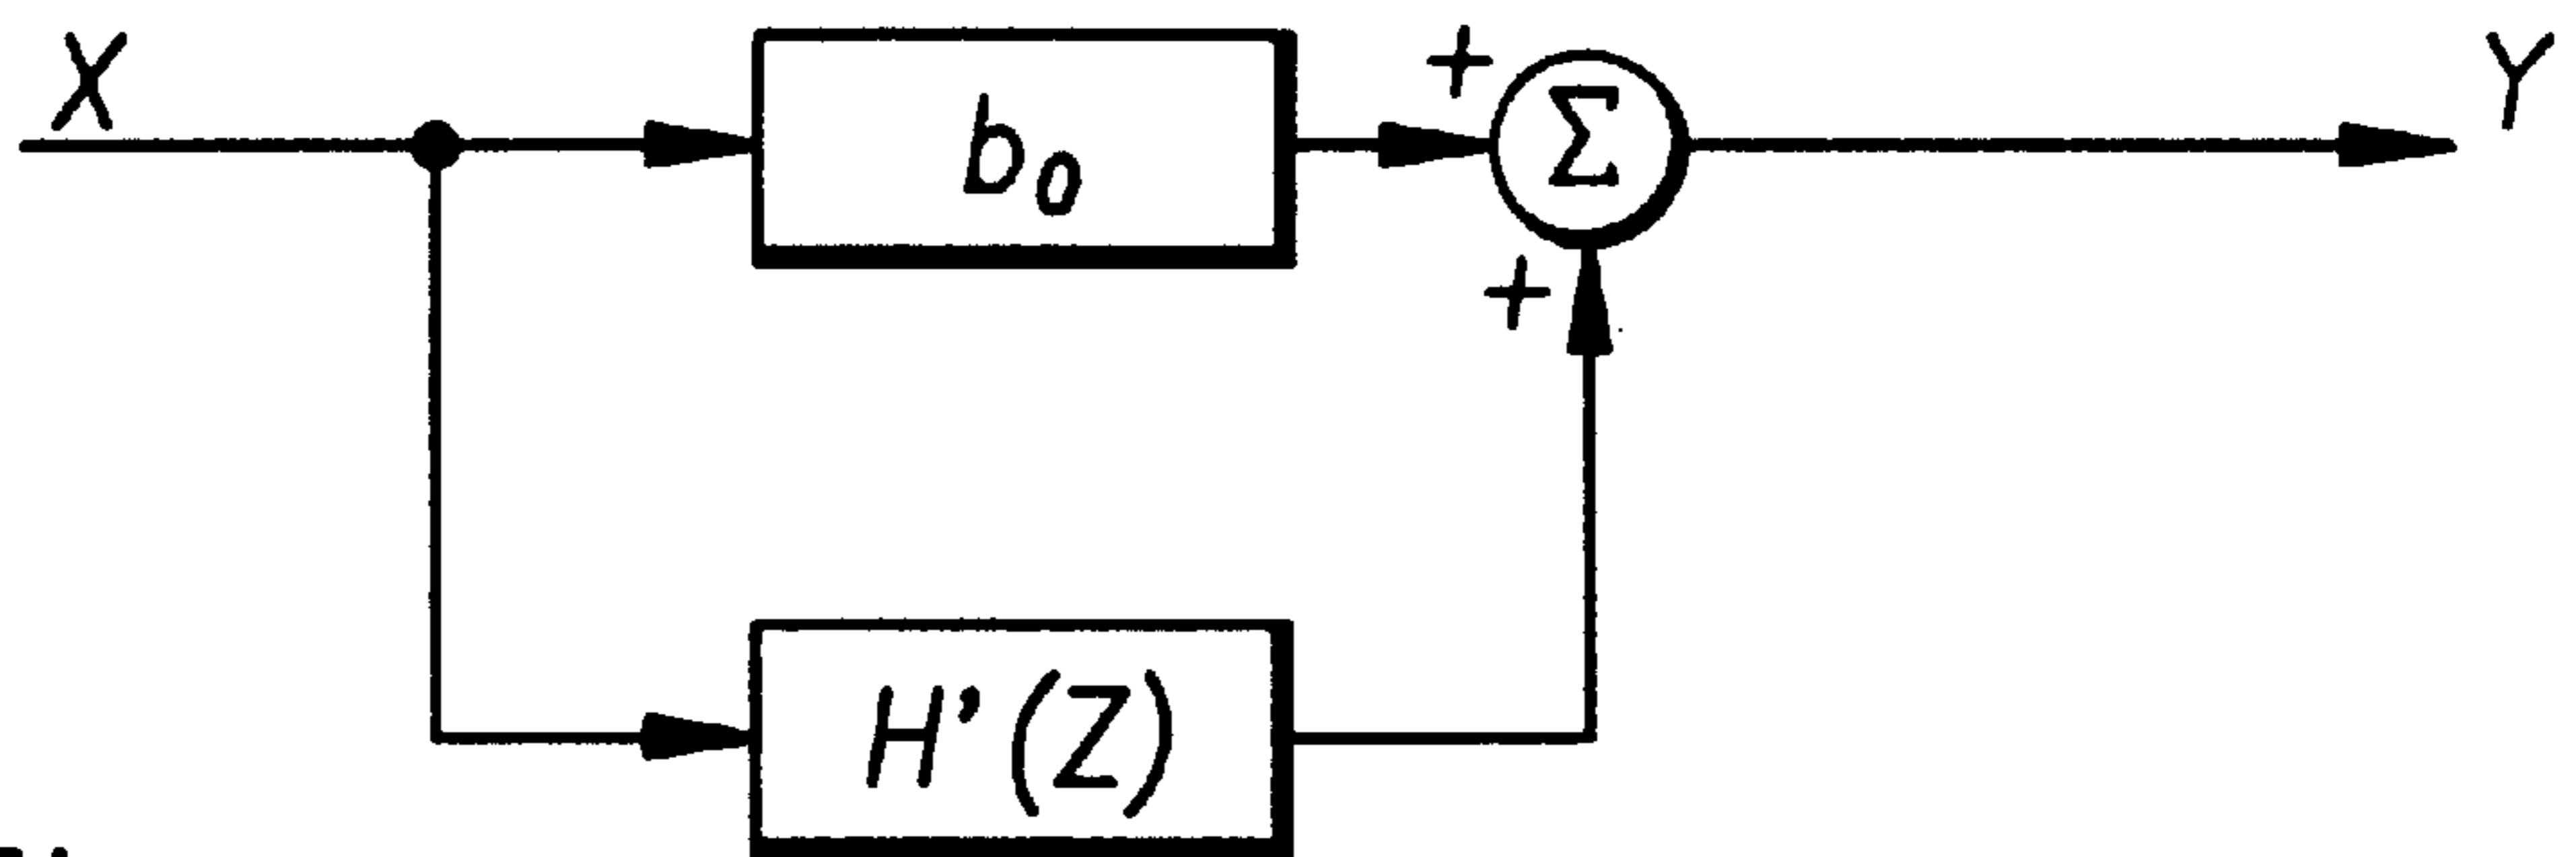 X
b₀
+
Σ
Y
+
H'(Z)